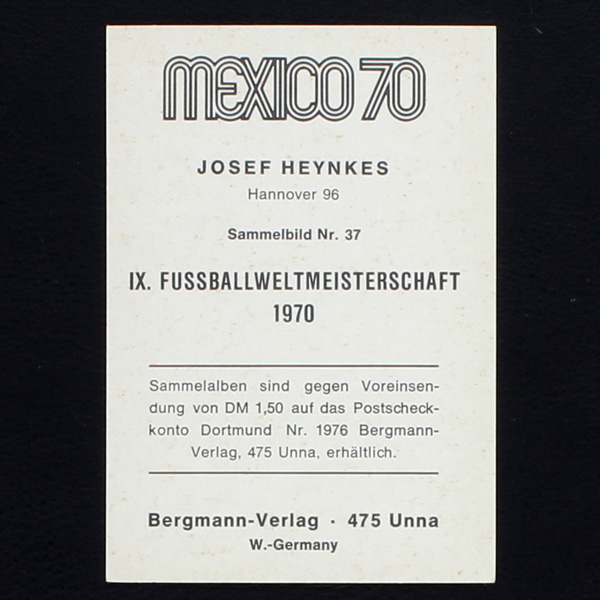 MEXICO 70
JOSEF HEYNKES
Hannover 96
Sammelbild Nr. 37
IX. FUSSBALLWELTMEISTERSCHAFT
1970
Sammelalben sind gegen Voreinsen-
dung von DM 1,50 auf das Postscheck-
konto Dortmund Nr. 1976 Bergmann-
Verlag, 475 Unna, erhältlich.
Bergmann-Verlag · 475 Unna
W.-Germany